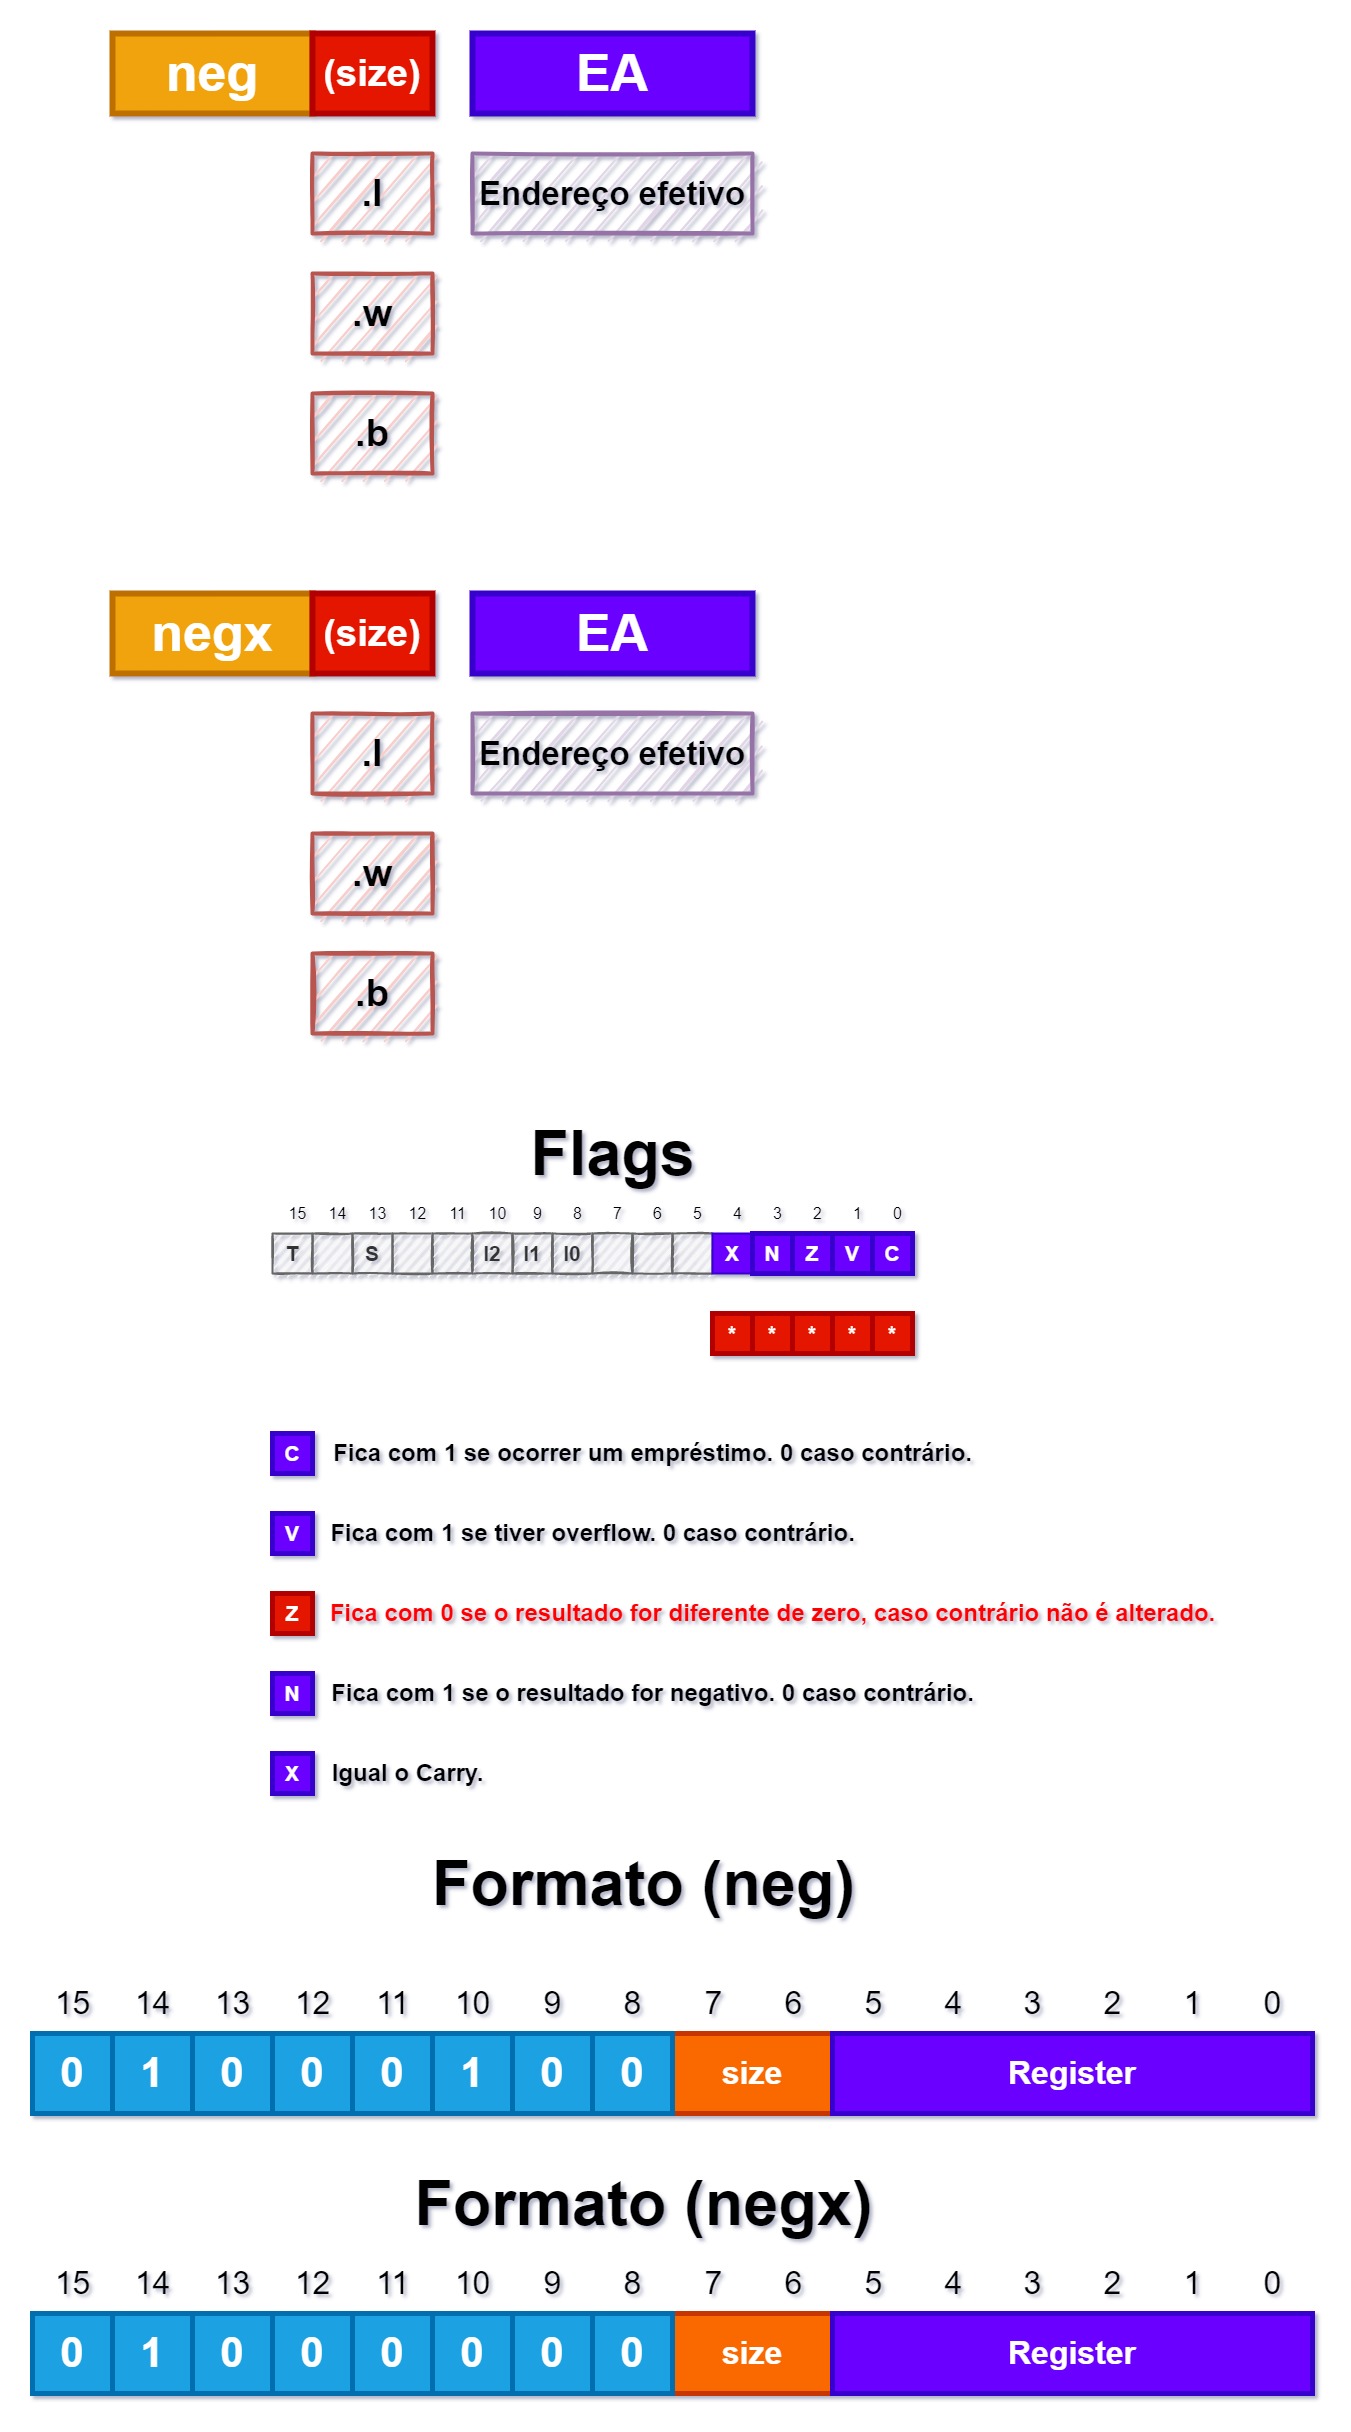 neg (size) EA
.l Endereço efetivo
.w
.b
negx (size) EA
.l Endereço efetivo
.w
.b
Flags
15 14 13 12 11 10 9 8 7 6 5 4 3 2 1 0
T S I2 I1 I0 X N Z V C
* * * * *
C Fica com 1 se ocorrer um empréstimo. 0 caso contrário.
V Fica com 1 se tiver overflow. 0 caso contrário.
Z Fica com 0 se o resultado for diferente de zero, caso contrário não é alterado.
N Fica com 1 se o resultado for negativo. 0 caso contrário.
X Igual o Carry.
Formato (neg)
15 14 13 12 11 10 9 8 7 6 5 4 3 2 1 0
0 1 0 0 0 1 0 0 size Register
Formato (negx)
15 14 13 12 11 10 9 8 7 6 5 4 3 2 1 0
0 1 0 0 0 0 0 0 size Register